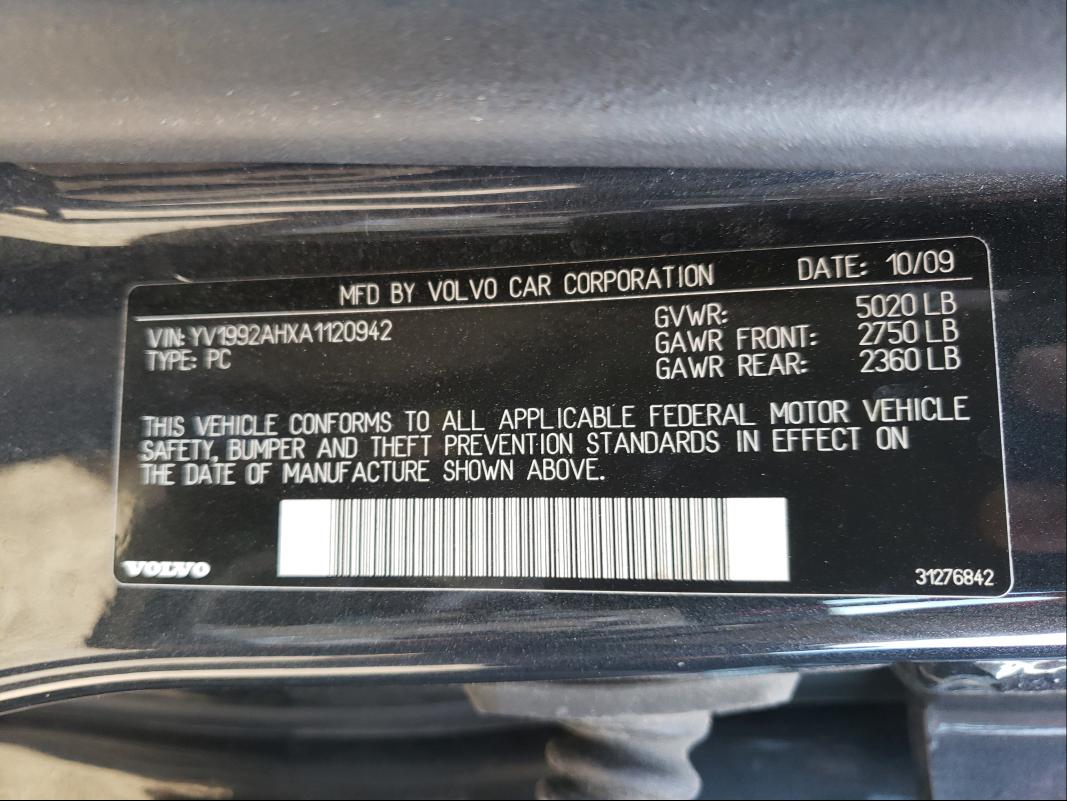 MFD BY VOLVO CAR CORPORATION DATE: 10/09
VIN: YV1992AHXA1120942 GVWR: 5020 LB
TYPE: PC GAWR FRONT: 2750 LB
GAWR REAR: 2360 LB
THIS VEHICLE CONFORMS TO ALL APPLICABLE FEDERAL MOTOR VEHICLE
SAFETY, BUMPER AND THEFT PREVENTION STANDARDS IN EFFECT ON
THE DATE OF MANUFACTURE SHOWN ABOVE.
VOLVO 31276842